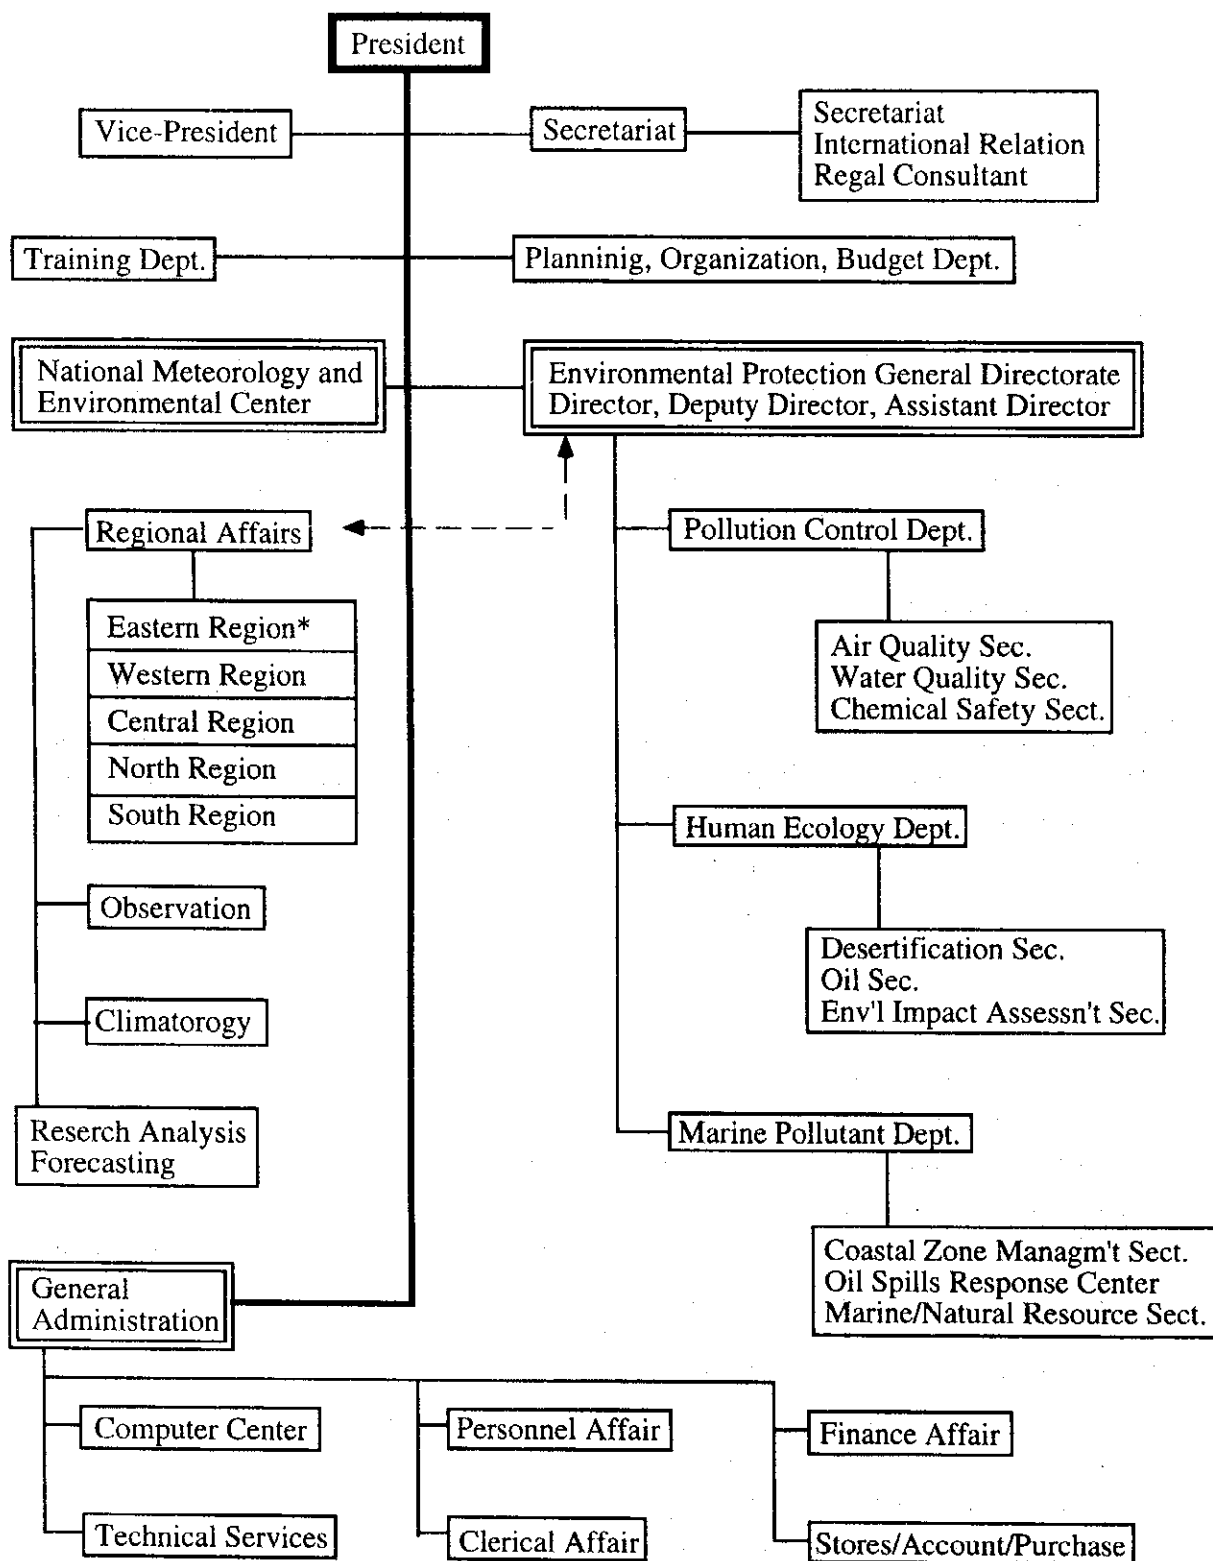 President
Vice-President
Secretariat
Secretariat
International Relation
Regal Consultant
Training Dept.
Planninig, Organization, Budget Dept.
National Meteorology and
Environmental Center
Environmental Protection General Directorate
Director, Deputy Director, Assistant Director
Regional Affairs
Eastern Region*
Western Region
Central Region
North Region
South Region
Observation
Climatorogy
Reserch Analysis
Forecasting
Pollution Control Dept.
Air Quality Sec.
Water Quality Sec.
Chemical Safety Sect.
Human Ecology Dept.
Desertification Sec.
Oil Sec.
Env'l Impact Assessn't Sec.
Marine Pollutant Dept.
Coastal Zone Managm't Sect.
Oil Spills Response Center
Marine/Natural Resource Sect.
General
Administration
Computer Center
Personnel Affair
Finance Affair
Technical Services
Clerical Affair
Stores/Account/Purchase